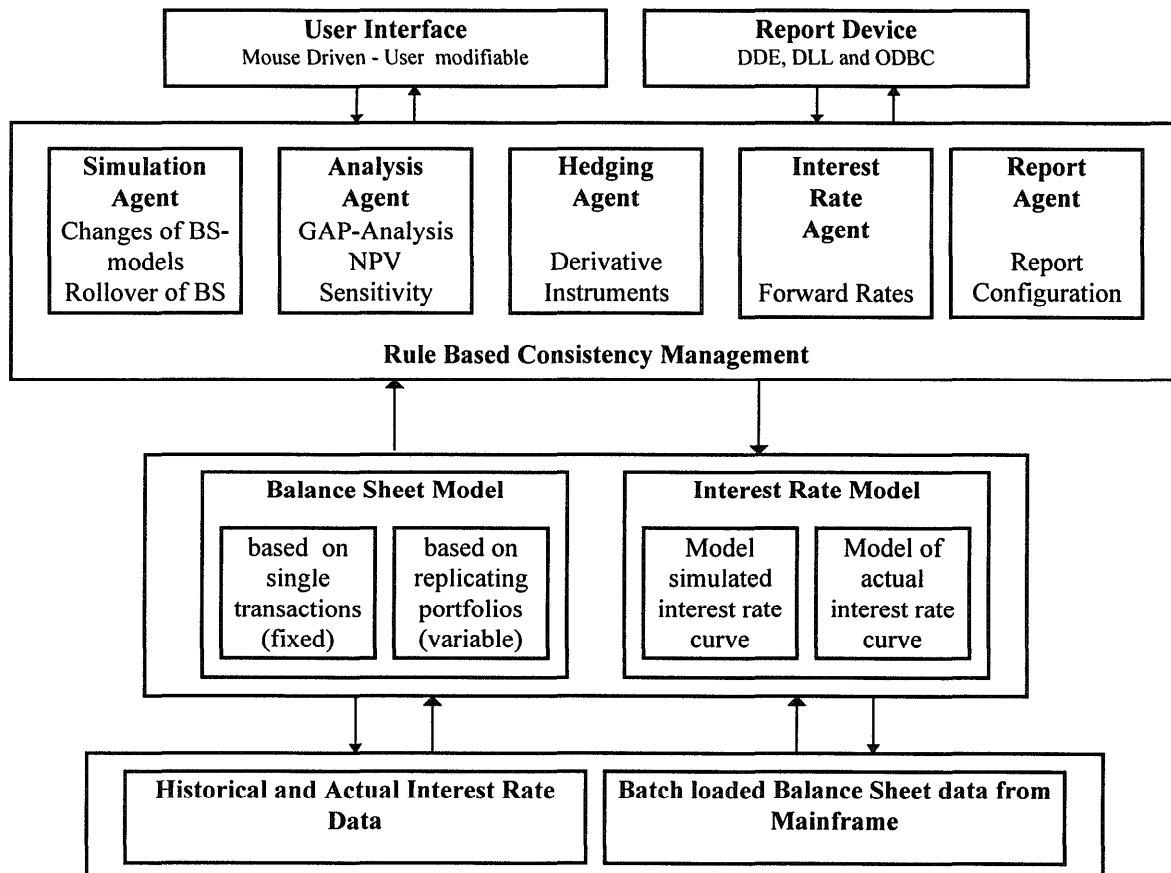 User Interface
Mouse Driven - User modifiable
Report Device
DDE, DLL and ODBC
Simulation
Agent
Changes of BS-
models
Rollover of BS
Analysis
Agent
GAP-Analysis
NPV
Sensitivity
Hedging
Agent
Derivative
Instruments
Interest
Rate
Agent
Forward Rates
Report
Agent
Report
Configuration
Rule Based Consistency Management
Balance Sheet Model
based on
single
transactions
(fixed)
based on
replicating
portfolios
(variable)
Interest Rate Model
Model
simulated
interest rate
curve
Model of
actual
interest rate
curve
Historical and Actual Interest Rate
Data
Batch loaded Balance Sheet data from
Mainframe